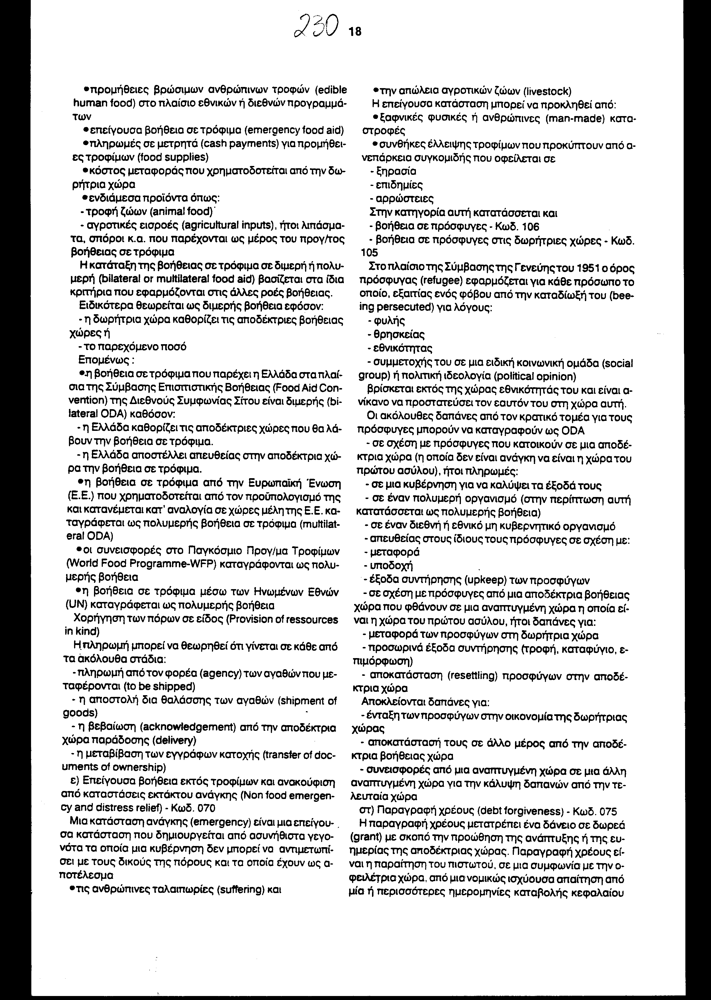 230 18
•προμήθειες βρώσιμων ανθρώπινων τροφών (edible
human food) στο πλαίσιο εθνικών ή διεθνών προγραμμά-
των
•επείγουσα βοήθεια σε τρόφιμα (emergency food aid)
•πληρωμές σε μετρητά (cash payments) για προμήθει-
ες τροφίμων (food supplies)
•κόστος μεταφοράς που χρηματοδοτείται από την δω-
ρήτρια χώρα
•ενδιάμεσα προϊόντα όπως:
- τροφή ζώων (animal food)
- αγροτικές εισροές (agricultural inputs), ήτοι λιπάσμα-
τα, σπόροι κ.α. που παρέχονται ως μέρος του προγ/τος
βοήθειας σε τρόφιμα
Η κατάταξη της βοήθειας σε τρόφιμα σε διμερή ή πολυ-
μερή (bilateral or multilateral food aid) βασίζεται στα ίδια
κριτήρια που εφαρμόζονται στις άλλες ροές βοήθειας.
Ειδικότερα θεωρείται ως διμερής βοήθεια εφόσον:
- η δωρήτρια χώρα καθορίζει τις αποδέκτριες βοήθειας
χώρες ή
- το παρεχόμενο ποσό
Επομένως :
•η βοήθεια σε τρόφιμα που παρέχει η Ελλάδα στα πλαί-
σια της Σύμβασης Επισιτιστικής Βοήθειας (Food Aid Con-
vention) της Διεθνούς Συμφωνίας Σίτου είναι διμερής (bi-
lateral ODA) καθόσον:
- η Ελλάδα καθορίζει τις αποδέκτριες χώρες που θα λά-
βουν την βοήθεια σε τρόφιμα.
- η Ελλάδα αποστέλλει απευθείας στην αποδέκτρια χώ-
ρα την βοήθεια σε τρόφιμα.
•η βοήθεια σε τρόφιμα από την Ευρωπαϊκή Ένωση
(Ε.Ε.) που χρηματοδοτείται από τον προϋπολογισμό της
και κατανέμεται κατ' αναλογία σε χώρες μέλη της Ε.Ε. κα-
ταγράφεται ως πολυμερής βοήθεια σε τρόφιμα (multilat-
eral ODA)
•οι συνεισφορές στο Παγκόσμιο Προγ/μα Τροφίμων
(World Food Programme-WFP) καταγράφονται ως πολυ-
μερής βοήθεια
•η βοήθεια σε τρόφιμα μέσω των Ηνωμένων Εθνών
(UN) καταγράφεται ως πολυμερής βοήθεια
Χορήγηση των πόρων σε είδος (Provision of ressources
in kind)
Η πληρωμή μπορεί να θεωρηθεί ότι γίνεται σε κάθε από
τα ακόλουθα στάδια:
- πληρωμή από τον φορέα (agency) των αγαθών που με-
ταφέρονται (to be shipped)
- η αποστολή δια θαλάσσης των αγαθών (shipment of
goods)
- η βεβαίωση (acknowledgement) από την αποδέκτρια
χώρα παράδοσης (delivery)
- η μεταβίβαση των εγγράφων κατοχής (transfer of doc-
uments of ownership)
ε) Επείγουσα βοήθεια εκτός τροφίμων και ανακούφιση
από καταστάσεις εκτάκτου ανάγκης (Non food emergen-
cy and distress relief) - Κωδ. 070
Μια κατάσταση ανάγκης (emergency) είναι μια επείγου-
σα κατάσταση που δημιουργείται από ασυνήθιστα γεγο-
νότα τα οποία μια κυβέρνηση δεν μπορεί να αντιμετωπί-
σει με τους δικούς της πόρους και τα οποία έχουν ως α-
ποτέλεσμα
•τις ανθρώπινες ταλαιπωρίες (suffering) και
•την απώλεια αγροτικών ζώων (livestock)
Η επείγουσα κατάσταση μπορεί να προκληθεί από:
•ξαφνικές φυσικές ή ανθρώπινες (man-made) κατα-
στροφές
•συνθήκες έλλειψης τροφίμων που προκύπτουν από α-
νεπάρκεια συγκομιδής που οφείλεται σε
- ξηρασία
- επιδημίες
- αρρώστειες
Στην κατηγορία αυτή κατατάσσεται και
- βοήθεια σε πρόσφυγες - Κωδ. 106
- βοήθεια σε πρόσφυγες στις δωρήτριες χώρες - Κωδ.
105
Στο πλαίσιο της Σύμβασης της Γενεύης του 1951 ο όρος
πρόσφυγας (refugee) εφαρμόζεται για κάθε πρόσωπο το
οποίο, εξαιτίας ενός φόβου από την καταδίωξή του (bee-
ing persecuted) για λόγους:
- φυλής
- θρησκείας
- εθνικότητας
- συμμετοχής του σε μια ειδική κοινωνική ομάδα (social
group) ή πολιτική ιδεολογία (political opinion)
βρίσκεται εκτός της χώρας εθνικότητάς του και είναι α-
νίκανο να προστατεύσει τον εαυτόν του στη χώρα αυτή.
Οι ακόλουθες δαπάνες από τον κρατικό τομέα για τους
πρόσφυγες μπορούν να καταγραφούν ως ODA
- σε σχέση με πρόσφυγες που κατοικούν σε μια αποδέ-
κτρια χώρα (η οποία δεν είναι ανάγκη να είναι η χώρα του
πρώτου ασύλου), ήτοι πληρωμές:
- σε μια κυβέρνηση για να καλύψει τα έξοδά τους
- σε έναν πολυμερή οργανισμό (στην περίπτωση αυτή
κατατάσσεται ως πολυμερής βοήθεια)
- σε έναν διεθνή ή εθνικό μη κυβερνητικό οργανισμό
- απευθείας στους ίδιους τους πρόσφυγες σε σχέση με:
- μεταφορά
- υποδοχή
- έξοδα συντήρησης (upkeep) των προσφύγων
- σε σχέση με πρόσφυγες από μια αποδέκτρια βοήθειας
χώρα που φθάνουν σε μια αναπτυγμένη χώρα η οποία εί-
ναι η χώρα του πρώτου ασύλου, ήτοι δαπάνες για:
- μεταφορά των προσφύγων στη δωρήτρια χώρα
- προσωρινά έξοδα συντήρησης (τροφή, καταφύγιο, ε-
πιμόρφωση)
- αποκατάσταση (resettling) προσφύγων στην αποδέ-
κτρια χώρα
Αποκλείονται δαπάνες για:
- ένταξη των προσφύγων στην οικονομία της δωρήτριας
χώρας
- αποκατάστασή τους σε άλλο μέρος από την αποδέ-
κτρια βοήθειας χώρα
- συνεισφορές από μια αναπτυγμένη χώρα σε μια άλλη
αναπτυγμένη χώρα για την κάλυψη δαπανών από την τε-
λευταία χώρα
στ) Παραγραφή χρέους (debt forgiveness) - Κωδ. 075
Η παραγραφή χρέους μετατρέπει ένα δάνειο σε δωρεά
(grant) με σκοπό την προώθηση της ανάπτυξης ή της ευ-
ημερίας της αποδέκτριας χώρας. Παραγραφή χρέους εί-
ναι η παραίτηση του πιστωτού, σε μια συμφωνία με την ο-
φειλέτρια χώρα, από μια νομικώς ισχύουσα απαίτηση από
μία ή περισσότερες ημερομηνίες καταβολής κεφαλαίου